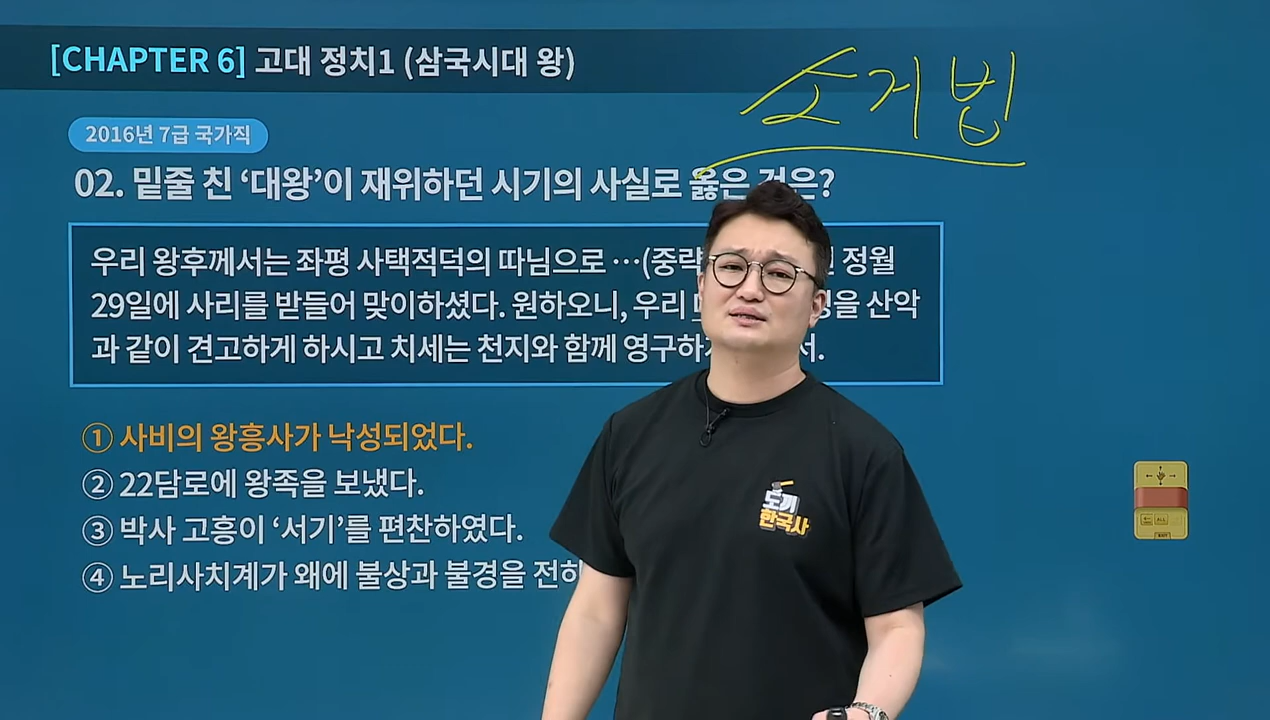 [CHAPTER 6] 고대 정치1 (삼국시대 왕)
소거법
2016년 7급 국가직
02. 밑줄 친 ‘대왕’이 재위하던 시기의 사실로 옳은 것은?
우리 왕후께서는 좌평 사택적덕의 따님으로 …(중략 정월
29일에 사리를 받들어 맞이하셨다. 원하오니, 우리 산악
과 같이 견고하게 하시고 치세는 천지와 함께 영구하
① 사비의 왕흥사가 낙성되었다.
② 22담로에 왕족을 보냈다.
③ 박사 고흥이 ‘서기’를 편찬하였다.
④ 노리사치계가 왜에 불상과 불경을 전하
도끼
한국사
ALL